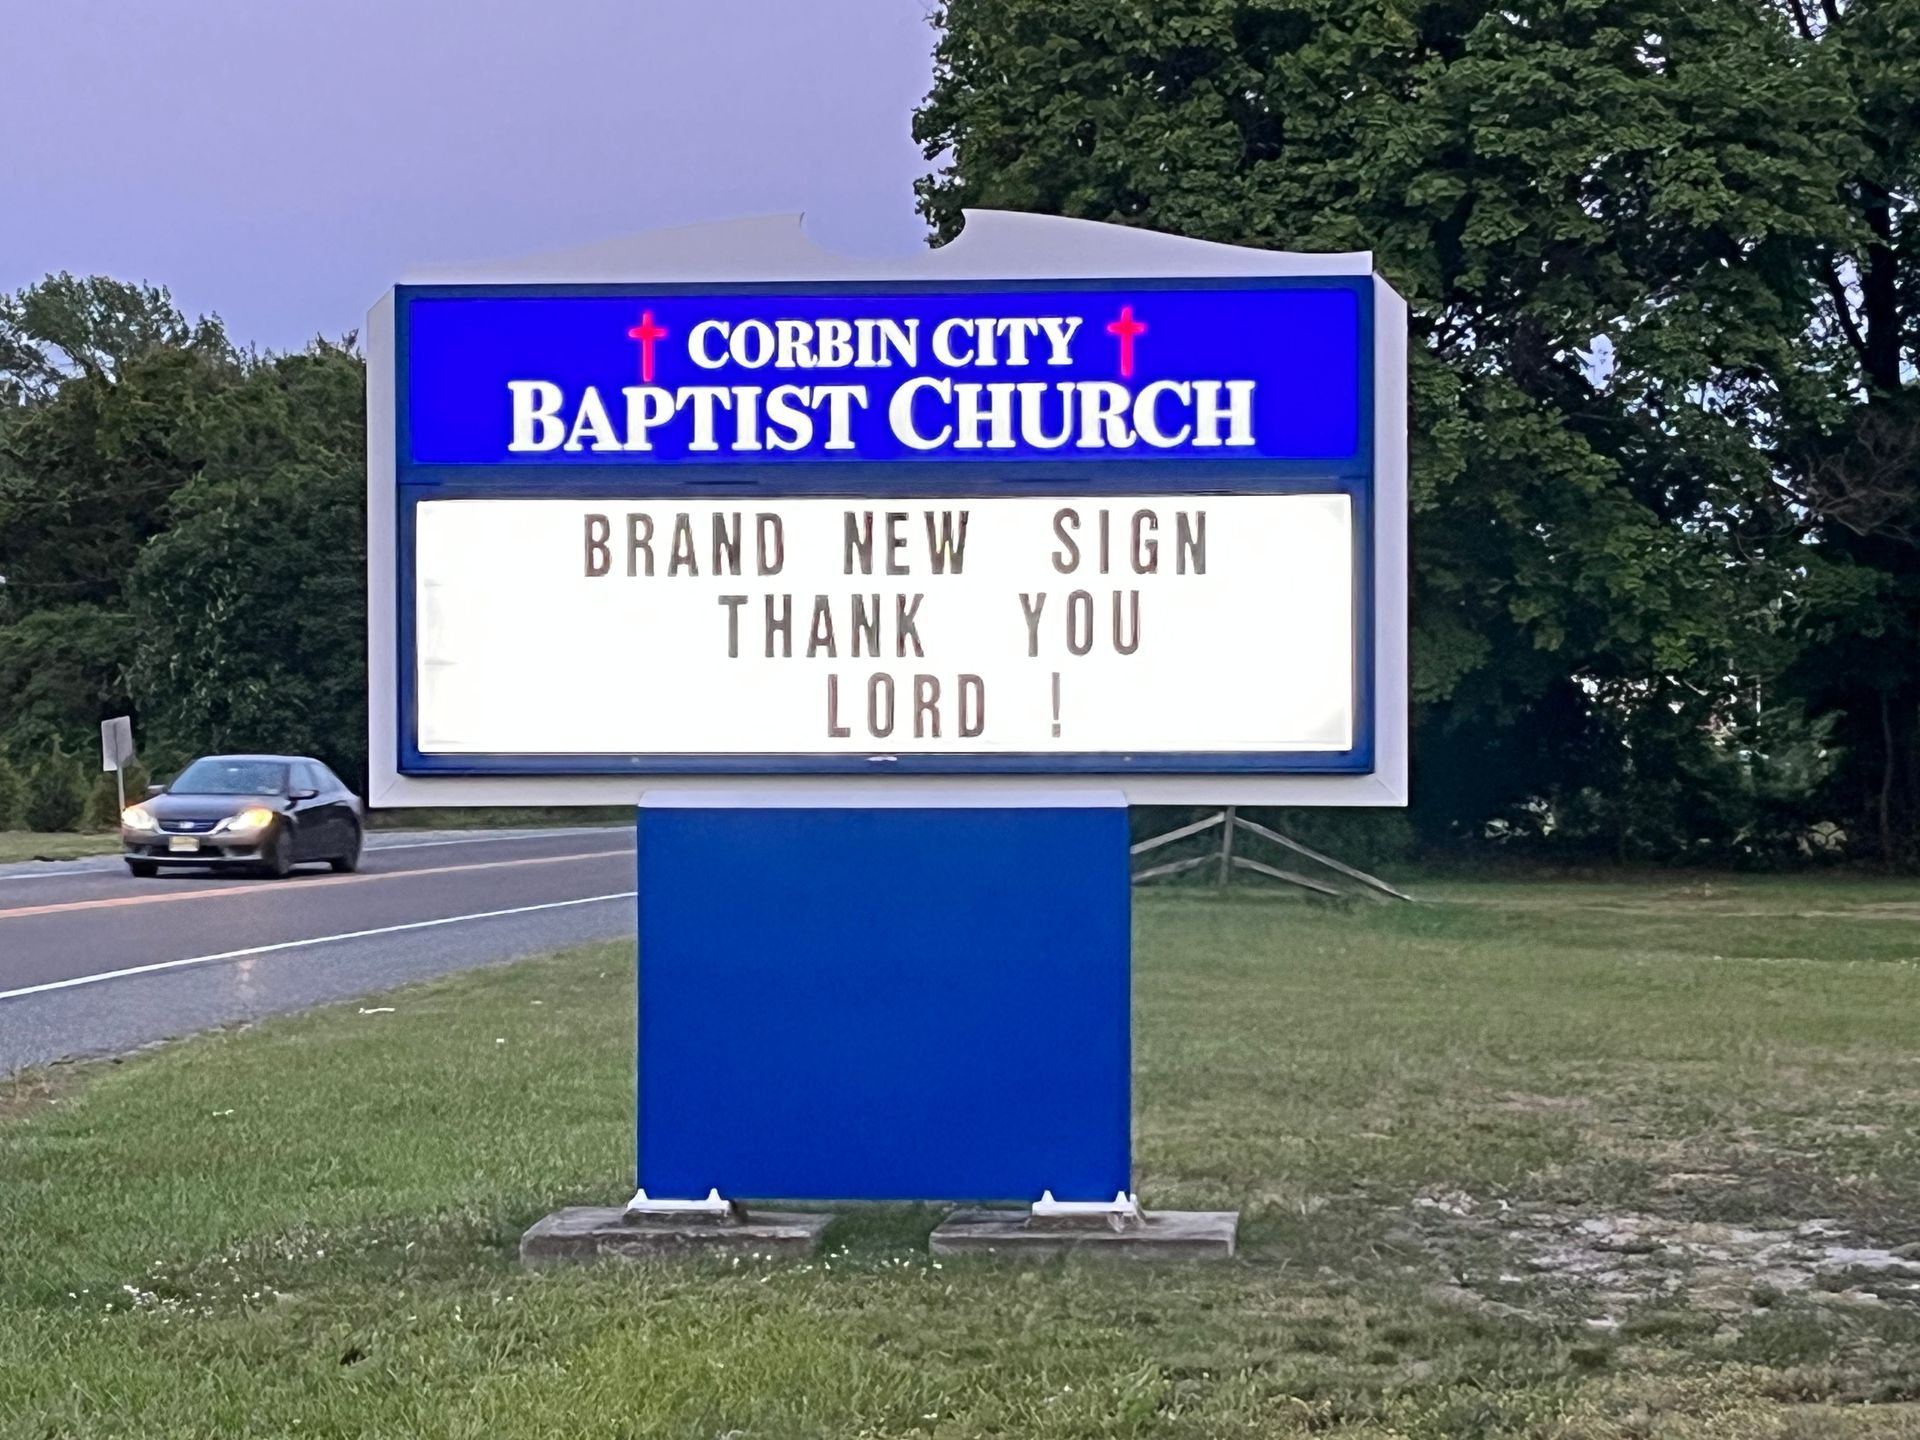 CORBIN CITY
BAPTIST CHURCH
BRAND NEW SIGN
THANK YOU
LORD !